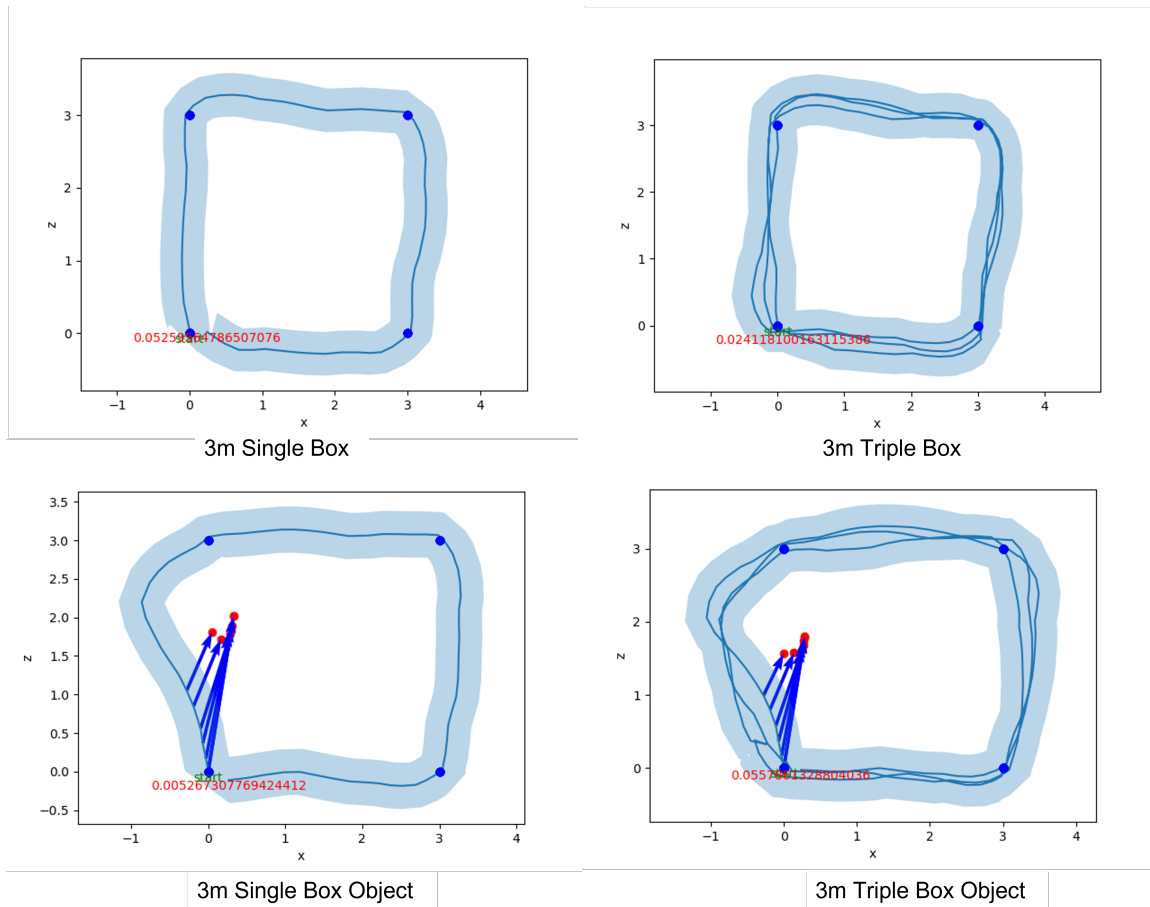 3
2
1
0
z
start
−1 0 1 2 3 4
x
3m Single Box
3
2
1
0
z
0.024118100163115386
start
−1 0 1 2 3 4
x
3m Triple Box
3.5
3.0
2.5
2.0
1.5
1.0
0.5
0.0
−0.5
z
start
0.005267307769424412
−1 0 1 2 3 4
x
3m Single Box Object
3
2
1
0
z
−1 0 1 2 3 4
x
3m Triple Box Object